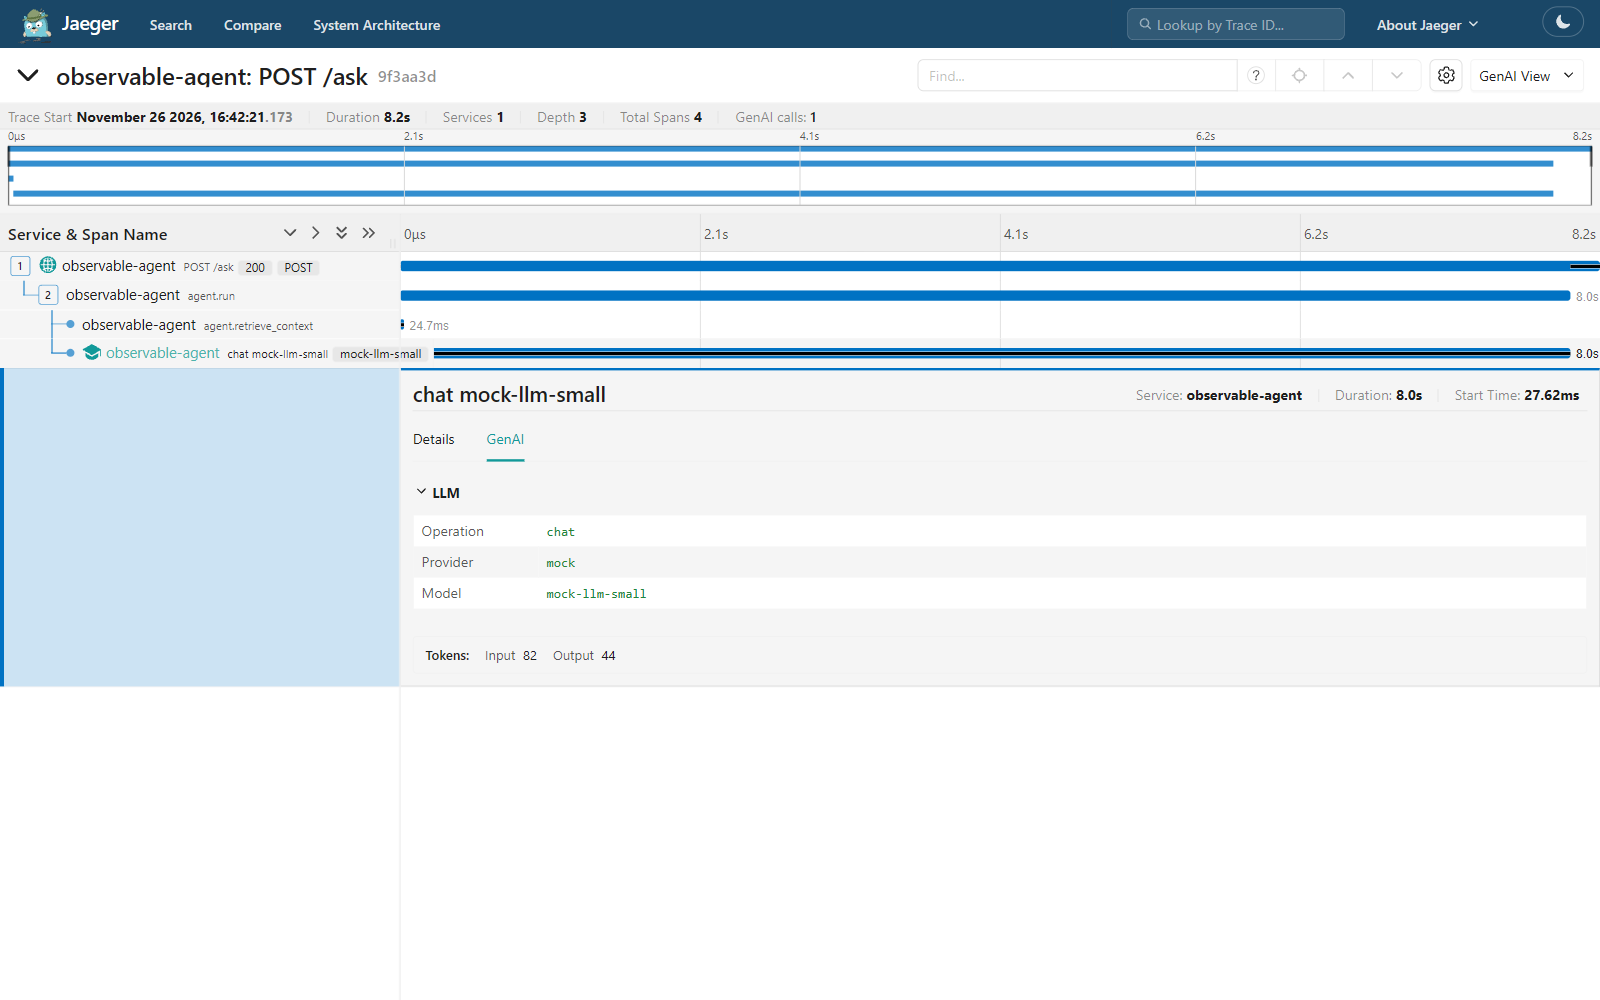 Jaeger Search Compare System Architecture Lookup by Trace ID... About Jaeger
observable-agent: POST /ask 9f3aa3d Find... ? GenAI View
Trace Start November 26 2026, 16:42:21.173 Duration 8.2s Services 1 Depth 3 Total Spans 4 GenAI calls: 1
0μs 2.1s 4.1s 6.2s 8.2s
Service & Span Name 0μs 2.1s 4.1s 6.2s 8.2s
1 observable-agent POST /ask 200 POST
2 observable-agent agent.run 8.0s
observable-agent agent.retrieve_context 24.7ms
observable-agent chat mock-llm-small mock-llm-small 8.0s
chat mock-llm-small Service: observable-agent Duration: 8.0s Start Time: 27.62ms
Details GenAI
LLM
Operation chat
Provider mock
Model mock-llm-small
Tokens: Input 82 Output 44